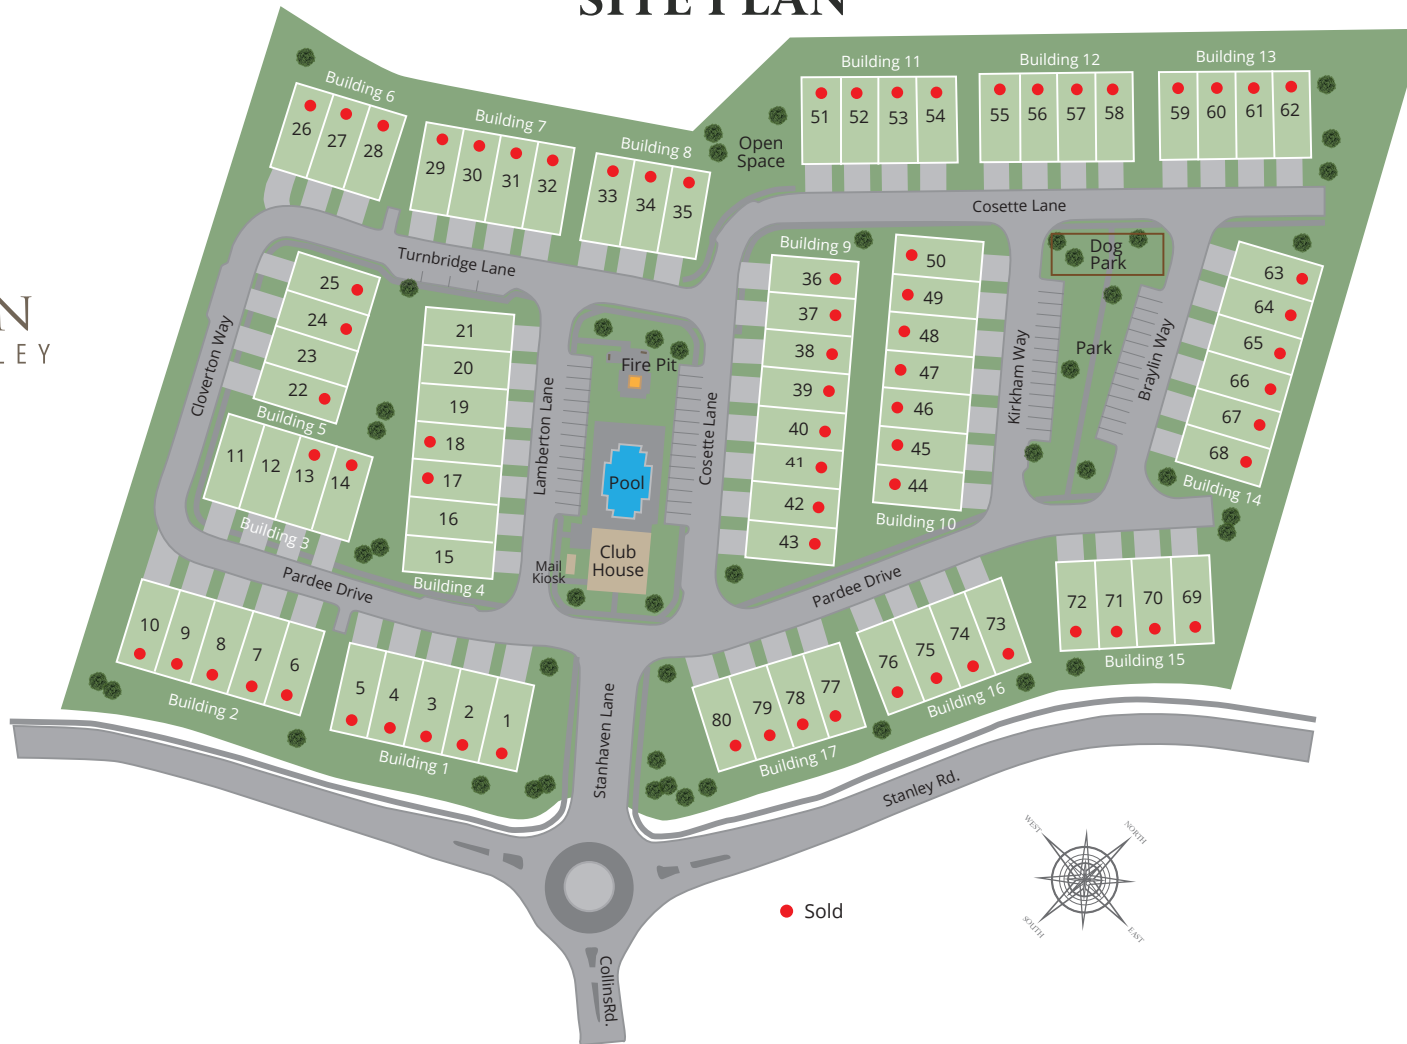 SITE PLAN
Building 11
Building 12
Building 13
Building 6
26
27
28
Building 7
29
30
31
32
Building 8
33
34
35
Open
Space
51
52
53
54
55
56
57
58
59
60
61
62
Cosette Lane
Turnbridge Lane
Cloverton Way
25
24
23
22
Building 5
21
20
19
18
17
16
15
Building 4
11
12
13
14
Building 3
Lamberton Lane
Fire Pit
Pool
Club
House
Mail
Kiosk
Cosette Lane
Building 9
36
37
38
39
40
41
42
43
50
49
48
47
46
45
44
Building 10
Kirkham Way
Dog
Park
Park
Braylin Way
63
64
65
66
67
68
Building 14
N
LEY
Pardee Drive
10
9
8
7
6
Building 2
5
4
3
2
1
Building 1
Stanhaven Lane
Pardee Drive
80
79
78
77
Building 17
76
75
74
73
Building 16
72
71
70
69
Building 15
Stanley Rd.
CollinsRd.
Sold
WEST
NORTH
SOUTH
EAST